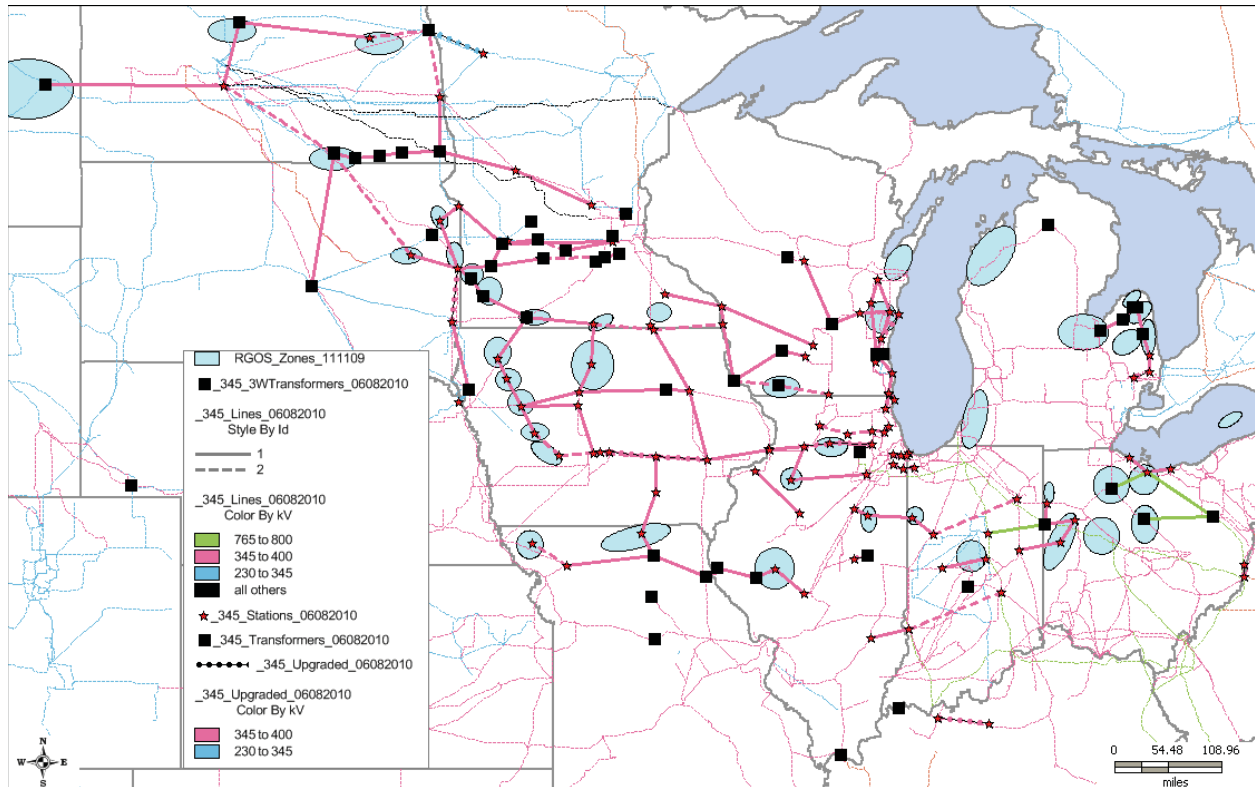 RGOS_Zones_111109
_345_3WTransformers_06082010
_345_Lines_06082010
Style By Id
1
2
_345_Lines_06082010
Color By kV
765 to 800
345 to 400
230 to 345
all others
_345_Stations_06082010
_345_Transformers_06082010
_345_Upgraded_06082010
_345_Upgraded_06082010
Color By kV
345 to 400
230 to 345
N
W E
S
0 54.48 108.96
miles